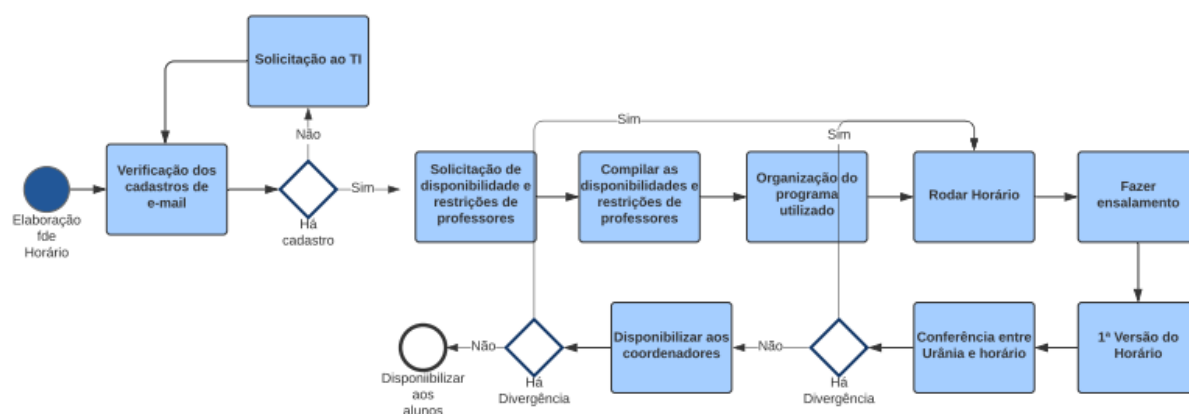 Solicitação ao TI
Não
Verificação dos
cadastros de
e-mail
Elaboração
fde
Horário
Há
cadastro
Sim
Solicitação de
disponibilidade e
restrições de
professores
Compilar as
disponibilidades e
restrições de
professores
Organização do
programa
utilizado
Rodar Horário
Fazer
ensalamento
Sim
Sim
1ª Versão do
Horário
Conferência entre
Urânia e horário
Há
Divergência
Não
Disponibilizar aos
coordenadores
Há
Divergência
Não
Disponiibilizar
aos
alunos